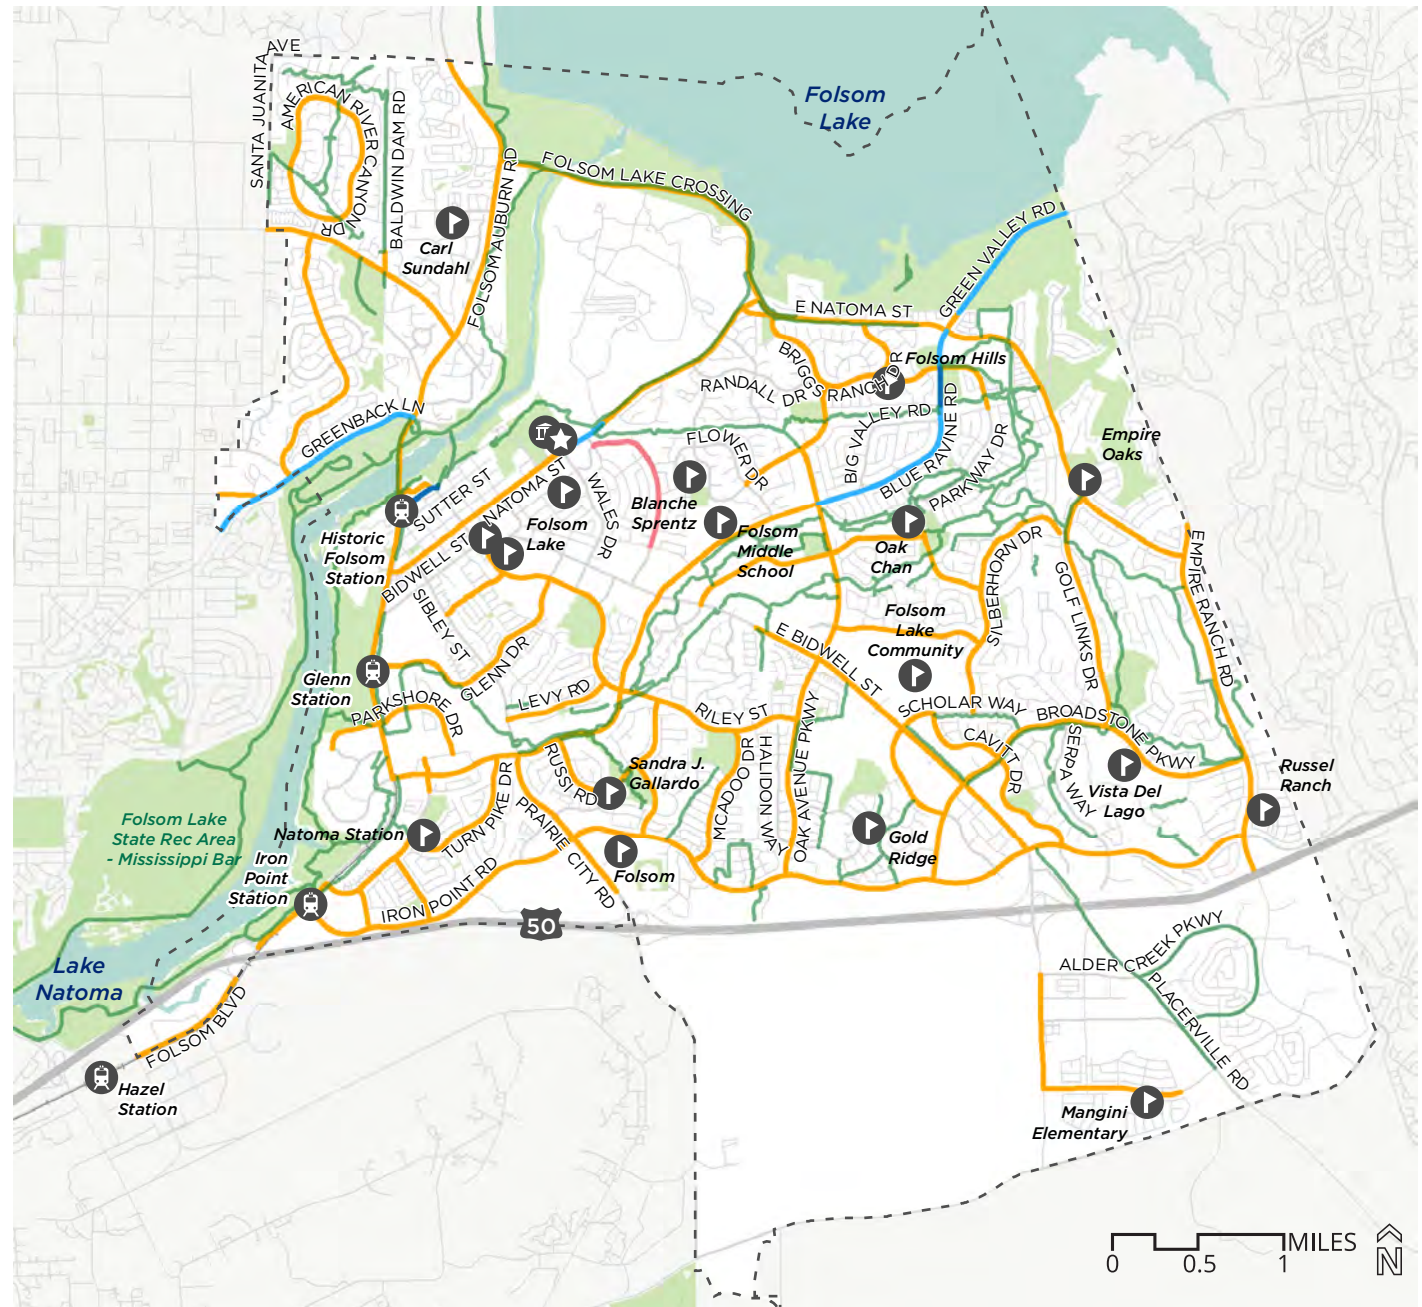 AVE
SANTA JUANITA
AMERICAN RIVER CANYON
DR
BALDWIN DAM RD
Folsom
Lake
FOLSOM LAKE CROSSING
FOLSOM AUBURN RD
Carl
Sundahl
GREEN VALLEY RD
E NATOMA ST
BRIGGS RANCH DR
Folsom Hills
RANDALL DR
BIG VALLEY RD
BLUE RAVINE RD
PARKWAY DR
GREENBACK LN
FLOWER DR
Empire
Oaks
SUTTER ST
NATOMA ST
WALES DR
Blanche
Sprentz
Folsom
Lake
Folsom
Middle
School
Oak
Chan
Historic
Folsom
Station
BIDWELL ST
SIBLEY ST
SILBERHORN DR
GOLF LINKS DR
EMPIRE RANCH RD
Folsom
Lake
Community
E BIDWELL ST
Glenn
Station
GLENN DR
PARKSHORE DR
LEVY RD
RILEY ST
OAK AVENUE PKWY
SCHOLAR WAY
BROADSTONE PKWY
CAVITT DR
SERPA WAY
MCADOO DR
HALIDON WAY
RUSSI RD
Sandra J.
Gallardo
Vista Del
Lago
Russel
Ranch
Folsom Lake
State Rec Area
- Mississippi Bar
Natoma Station
TURN PIKE DR
PRAIRIE CITY RD
Gold
Ridge
Iron
Point
Station
Folsom
IRON POINT RD
50
Lake
Natoma
ALDER CREEK PKWY
PLACERVILLE RD
FOLSOM BLVD
Hazel
Station
Mangini
Elementary
MILES
0 0.5 1
N